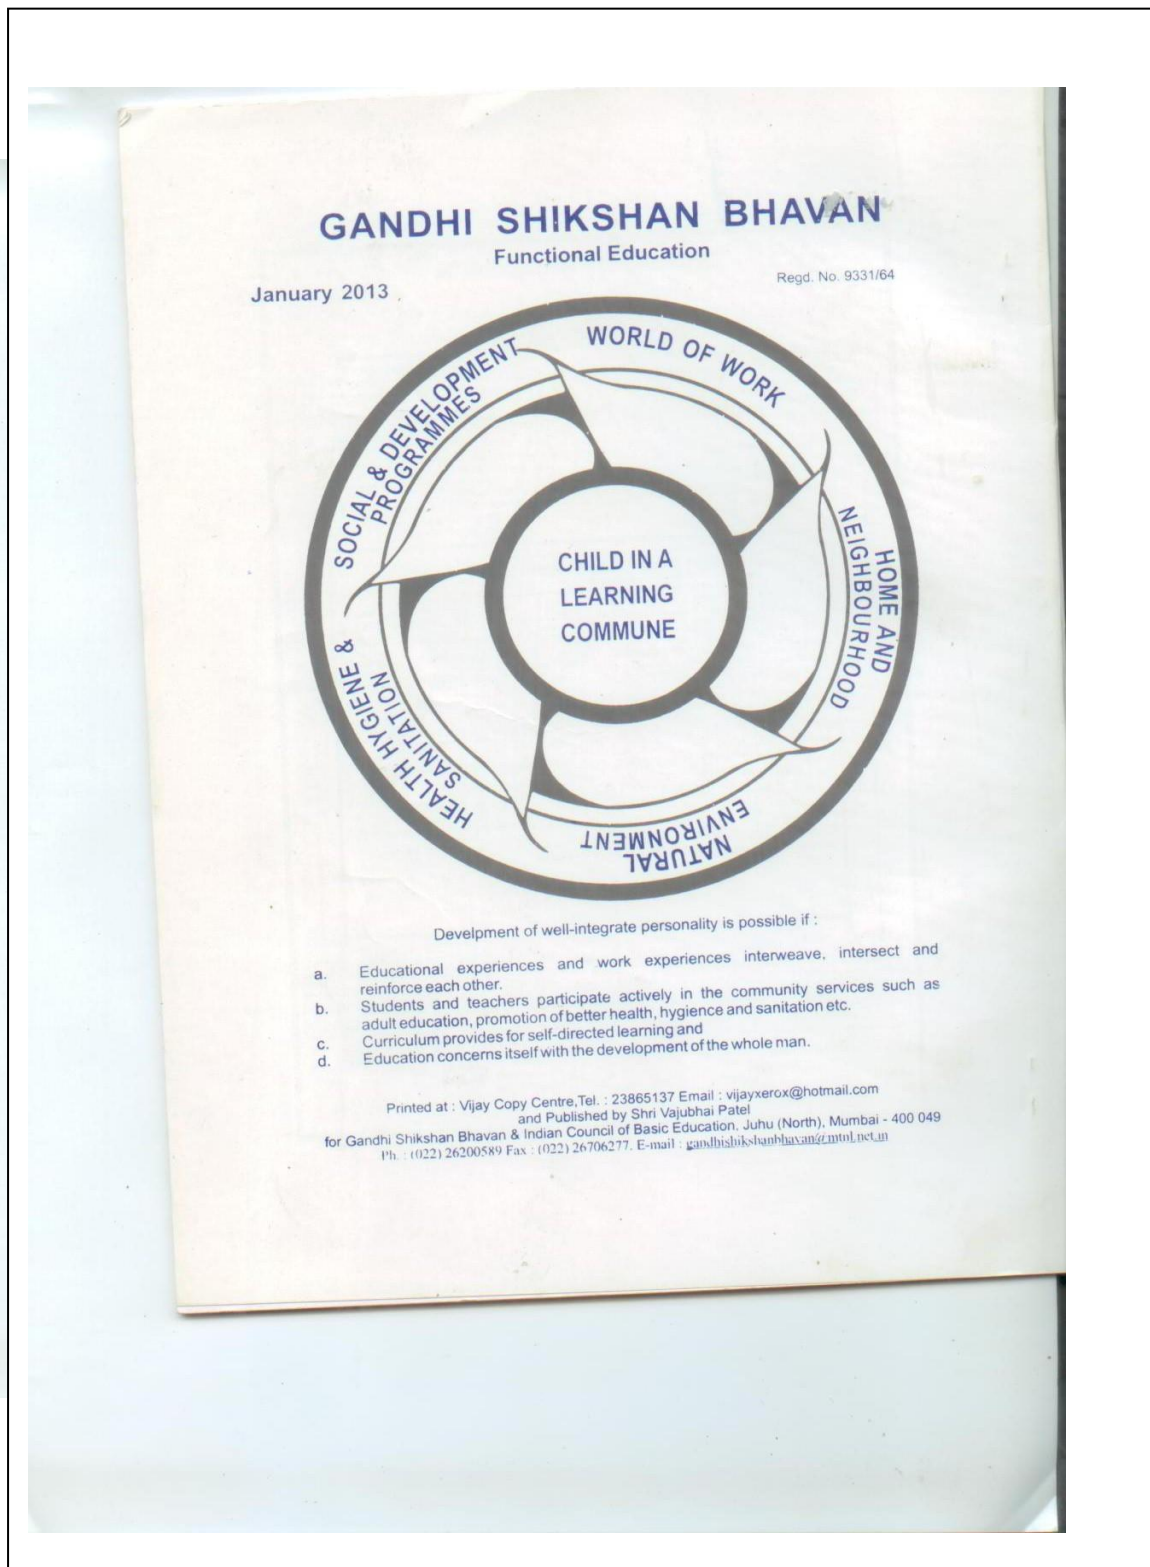 GANDHI SHIKSHAN BHAVAN
Functional Education
Regd. No. 9331/64
January 2013
WORLD OF WORK
HOME AND
NEIGHBOURHOOD
NATURAL
ENVIRONMENT
HEALTH HYGIENE &
SANITATION
SOCIAL & DEVELOPMENT
PROGRAMMES
CHILD IN A
LEARNING
COMMUNE
Develpment of well-integrate personality is possible if :
a. Educational experiences and work experiences interweave, intersect and
reinforce each other.
b. Students and teachers participate actively in the community services such as
adult education, promotion of better health, hygience and sanitation etc.
c. Curriculum provides for self-directed learning and
d. Education concerns itself with the development of the whole man.
Printed at : Vijay Copy Centre,Tel. : 23865137 Email : vijayxerox@hotmail.com
and Published by Shri Vajubhai Patel
for Gandhi Shikshan Bhavan & Indian Council of Basic Education, Juhu (North), Mumbai - 400 049
Ph. : (022) 26200589 Fax : (022) 26706277. E-mail : gandhishikshanbhavan@mtnl.net.in